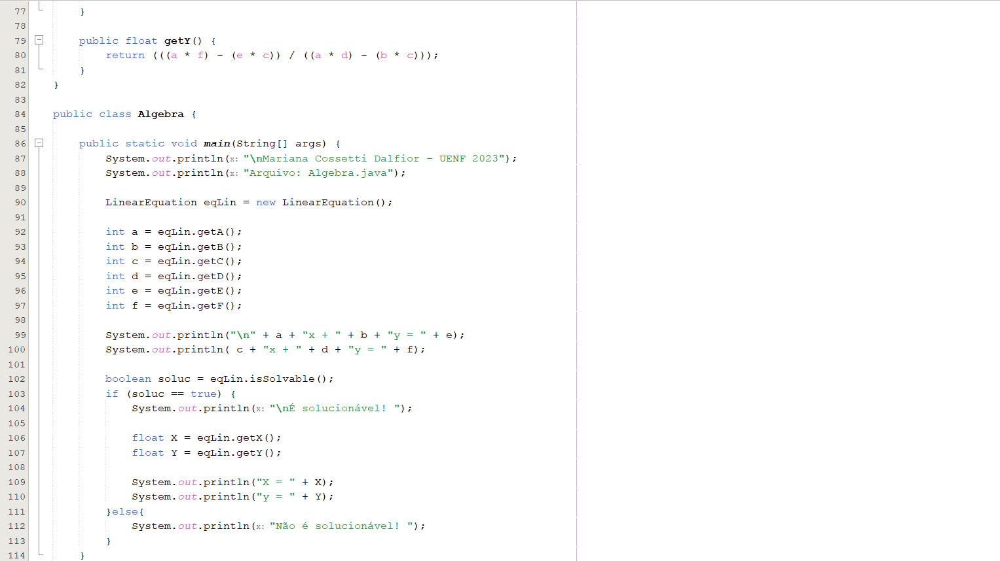 77 }
78
79 public float getY() {
80 return (((a * f) - (e * c)) / ((a * d) - (b * c)));
81 }
82 }
83
84 public class Algebra {
85
86 public static void main(String[] args) {
87 System.out.println(x: "\nMariana Cossetti Dalfior - UENF 2023");
88 System.out.println(x: "Arquivo: Algebra.java");
89
90 LinearEquation eqLin = new LinearEquation();
91
92 int a = eqLin.getA();
93 int b = eqLin.getB();
94 int c = eqLin.getC();
95 int d = eqLin.getD();
96 int e = eqLin.getE();
97 int f = eqLin.getF();
98
99 System.out.println("\n" + a + "x + " + b + "y = " + e);
100 System.out.println( c + "x + " + d + "y = " + f);
101
102 boolean soluc = eqLin.isSolvable();
103 if (soluc == true) {
104 System.out.println(x: "\nÉ solucionável! ");
105
106 float X = eqLin.getX();
107 float Y = eqLin.getY();
108
109 System.out.println("X = " + X);
110 System.out.println("y = " + Y);
111 }else{
112 System.out.println(x: "Não é solucionável! ");
113 }
114 }